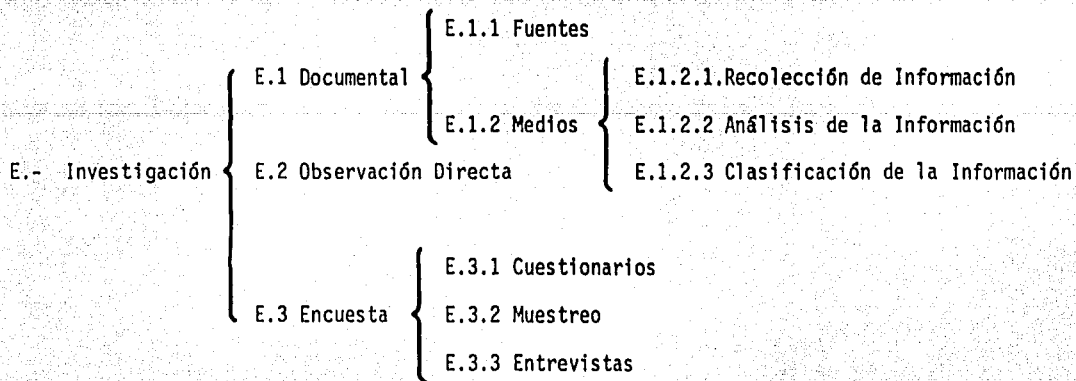 E.1.1 Fuentes
E.1 Documental
E.1.2.1.Recolección de Información
E.1.2 Medios
E.1.2.2 Análisis de la Información
E.- Investigación
E.2 Observación Directa
E.1.2.3 Clasificación de la Información
E.3.1 Cuestionarios
E.3 Encuesta
E.3.2 Muestreo
E.3.3 Entrevistas